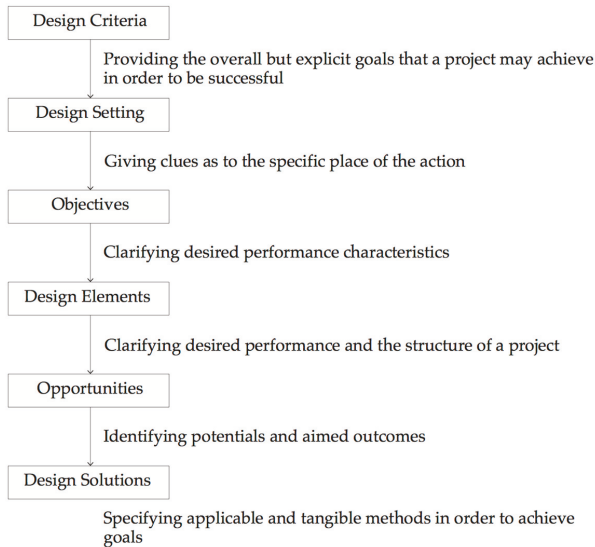 Design Criteria
Providing the overall but explicit goals that a project may achieve
in order to be successful
Design Setting
Giving clues as to the specific place of the action
Objectives
Clarifying desired performance characteristics
Design Elements
Clarifying desired performance and the structure of a project
Opportunities
Identifying potentials and aimed outcomes
Design Solutions
Specifying applicable and tangible methods in order to achieve
goals